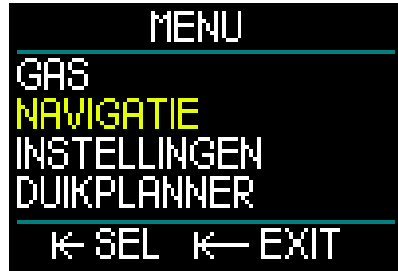 MENU
GAS
NAVIGATIE
INSTELLINGEN
DUIKPLANNER
SEL EXIT